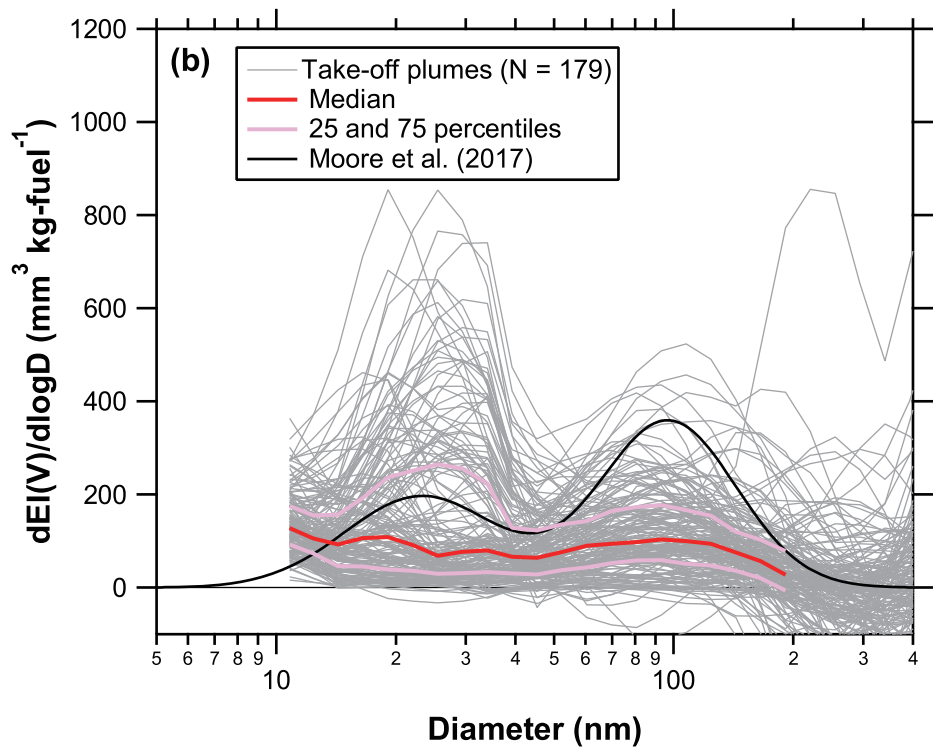 1200
1000
800
600
400
200
0
dEI(V)/dlogD (mm³ kg-fuel⁻¹)
(b)
Take-off plumes (N = 179)
Median
25 and 75 percentiles
Moore et al. (2017)
5 6 7 8 9 2 3 4 5 6 7 8 9 2 3 4
10 100
Diameter (nm)